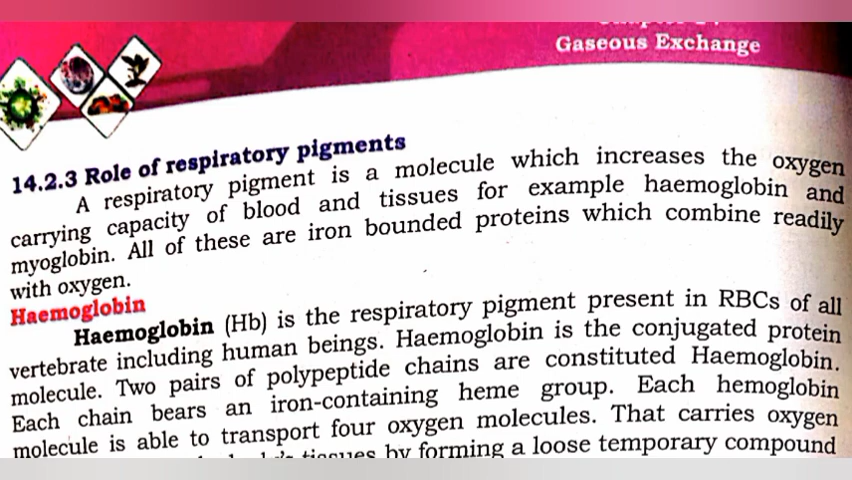 Gaseous Exchange
14.2.3 Role of respiratory pigments
A respiratory pigment is a molecule which increases the oxygen
carrying capacity of blood and tissues for example haemoglobin and
myoglobin. All of these are iron bounded proteins which combine readily
with oxygen.
Haemoglobin
Haemoglobin (Hb) is the respiratory pigment present in RBCs of all
vertebrate including human beings. Haemoglobin is the conjugated protein
molecule. Two pairs of polypeptide chains are constituted Haemoglobin.
Each chain bears an iron-containing heme group. Each hemoglobin
molecule is able to transport four oxygen molecules. That carries oxygen
tissues by forming a loose temporary compound